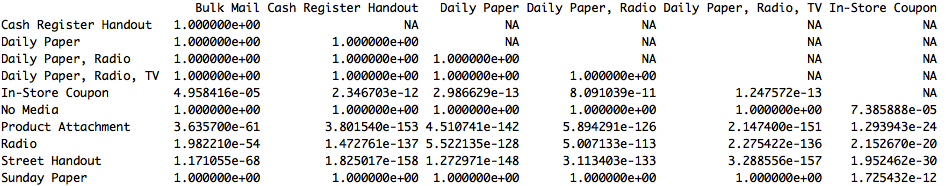 Bulk Mail Cash Register Handout Daily Paper Daily Paper, Radio Daily Paper, Radio, TV In-Store Coupon
Cash Register Handout 1.000000e+00 NA NA NA NA NA
Daily Paper 1.000000e+00 1.000000e+00 NA NA NA NA
Daily Paper, Radio 1.000000e+00 1.000000e+00 1.000000e+00 NA NA NA
Daily Paper, Radio, TV 1.000000e+00 1.000000e+00 1.000000e+00 1.000000e+00 NA NA
In-Store Coupon 4.958416e-05 2.346703e-12 2.986629e-13 8.091039e-11 1.247572e-13 NA
No Media 1.000000e+00 1.000000e+00 1.000000e+00 1.000000e+00 1.000000e+00 7.385888e-05
Product Attachment 3.635700e-61 3.801540e-153 4.510741e-142 5.894291e-126 2.147400e-151 1.293943e-24
Radio 1.982210e-54 1.472761e-137 5.522135e-128 5.007133e-113 2.275422e-136 2.152670e-20
Street Handout 1.171055e-68 1.825017e-158 1.272971e-148 3.113403e-133 3.288556e-157 1.952462e-30
Sunday Paper 1.000000e+00 1.000000e+00 1.000000e+00 1.000000e+00 1.000000e+00 1.725432e-12